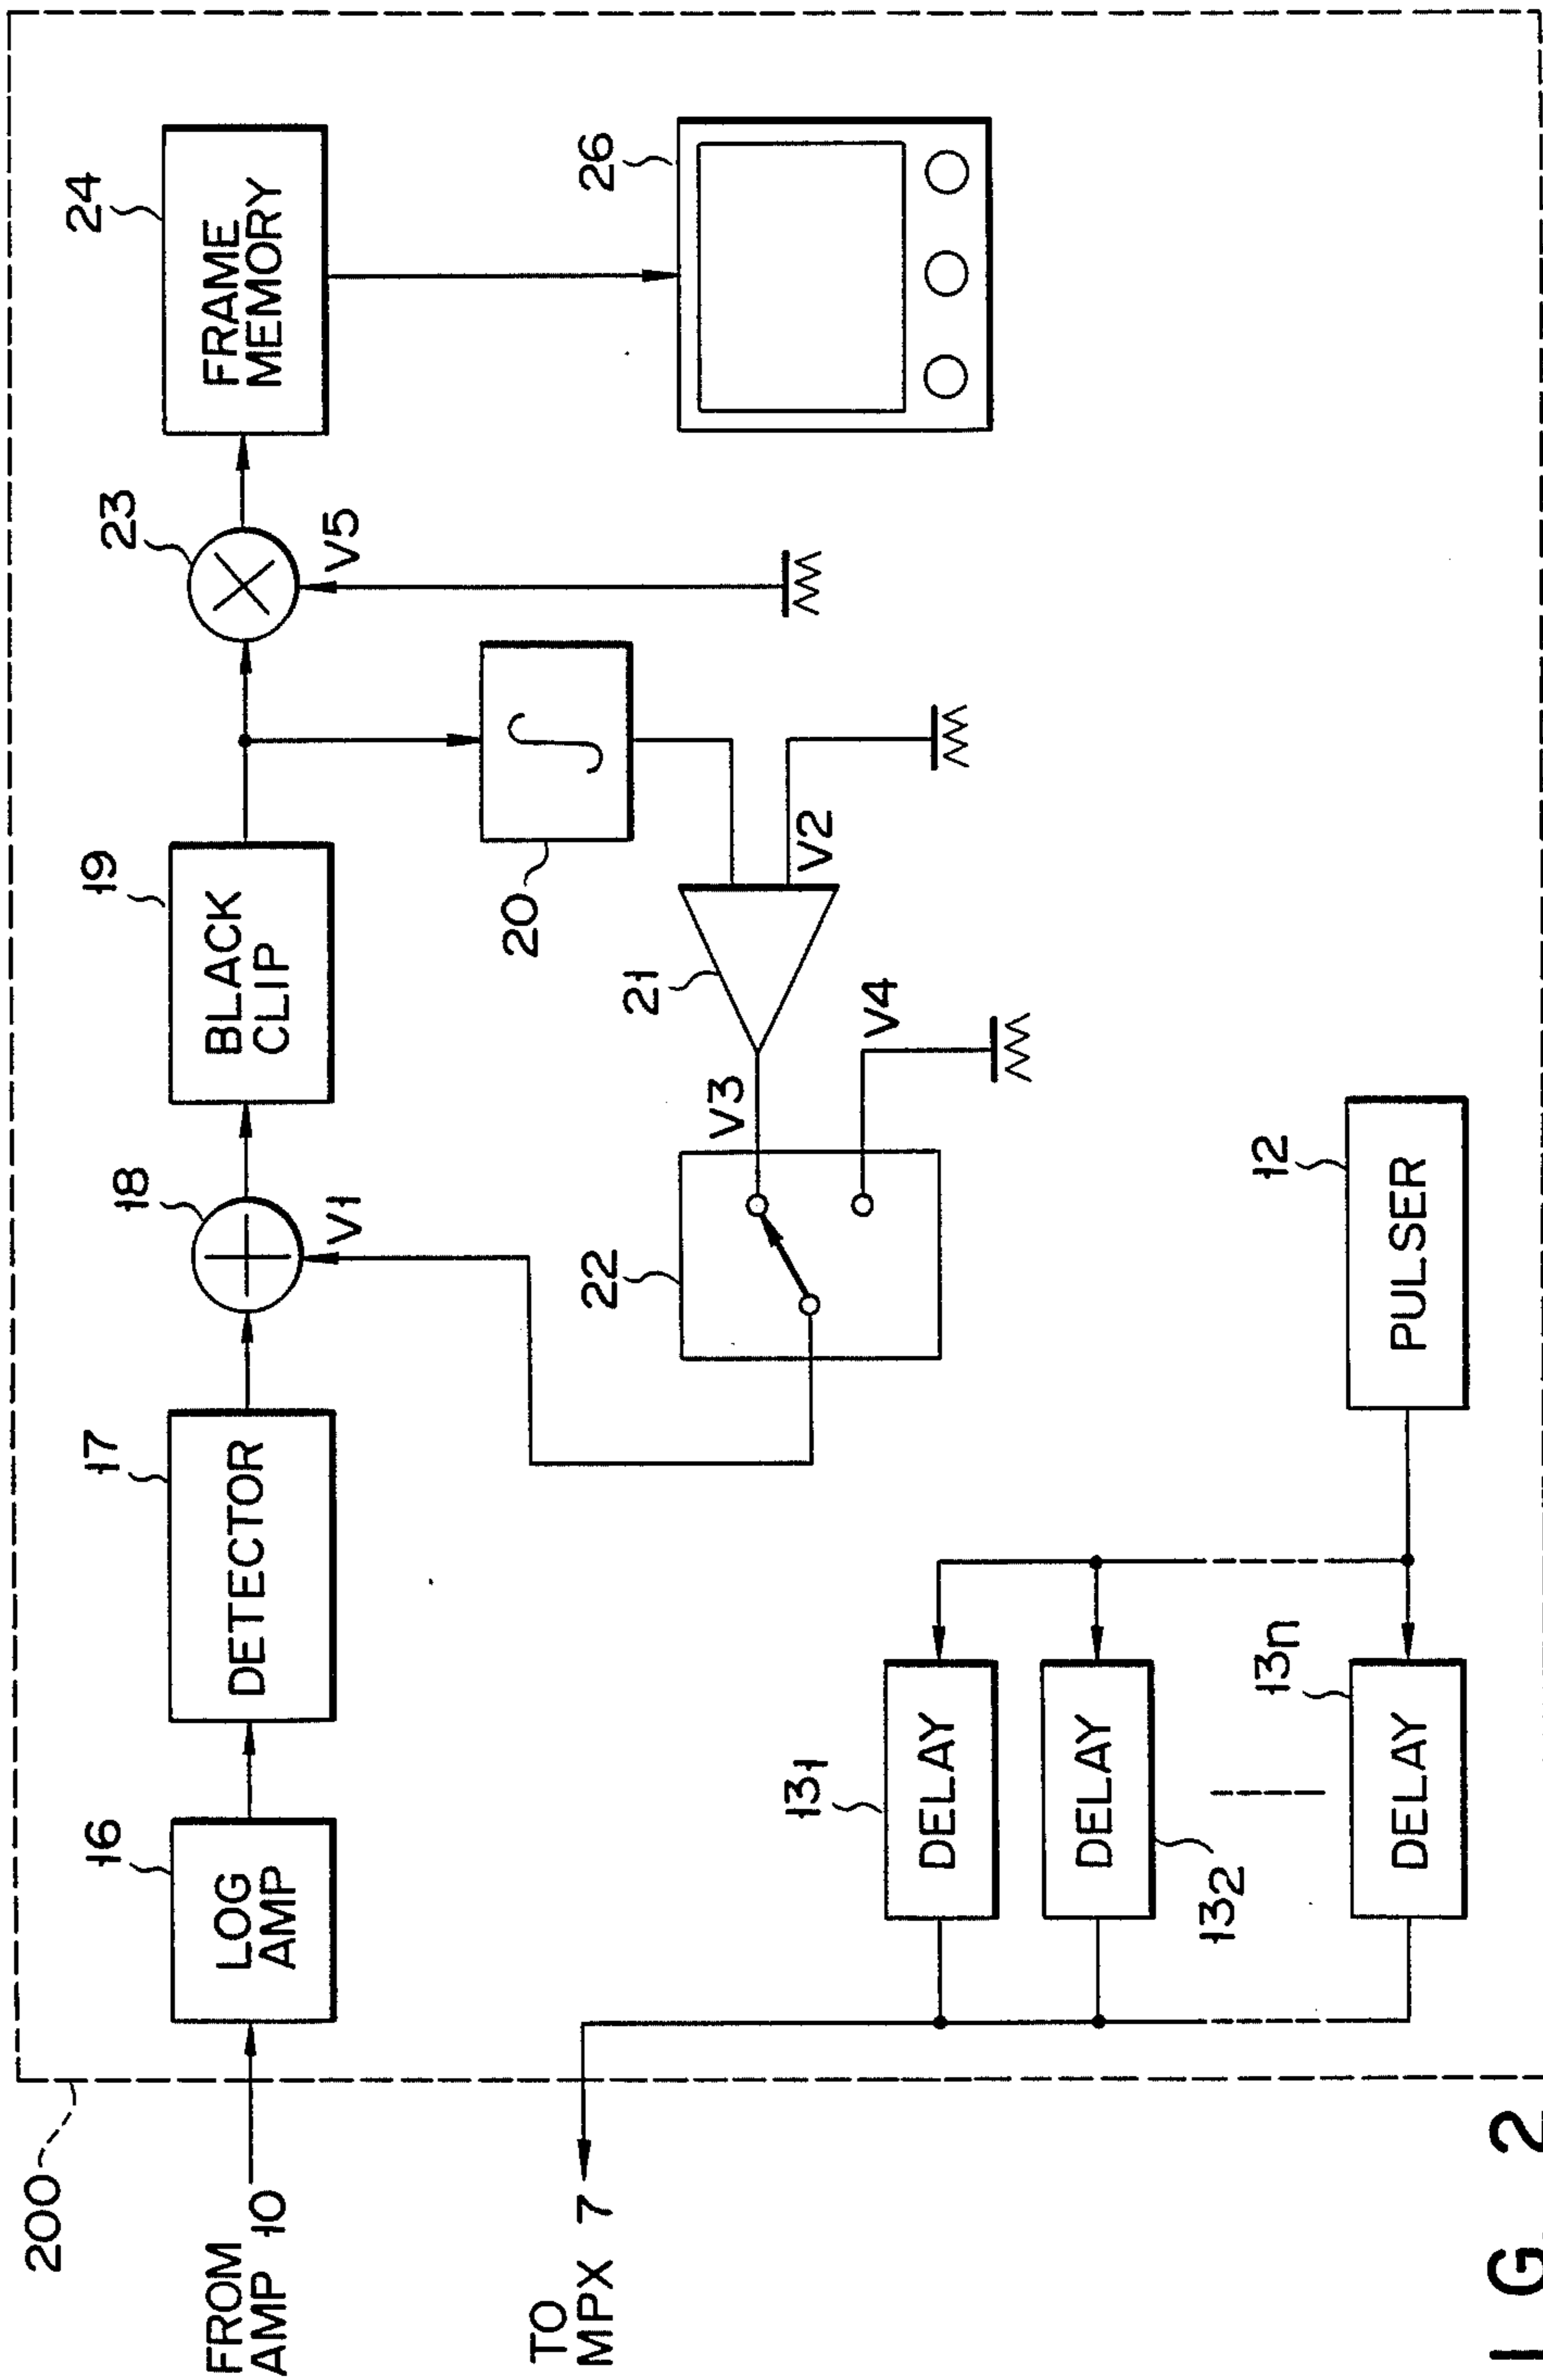 200
FROM
AMP 10
16
LOG
AMP
17
DETECTOR
18
V1
19
BLACK
CLIP
23
V5
24
FRAME
MEMORY
26
20
∫
21
V2
V3
V4
22
TO
MPX 7
13₁
DELAY
13₂
DELAY
13n
DELAY
12
PULSER
I G. 2